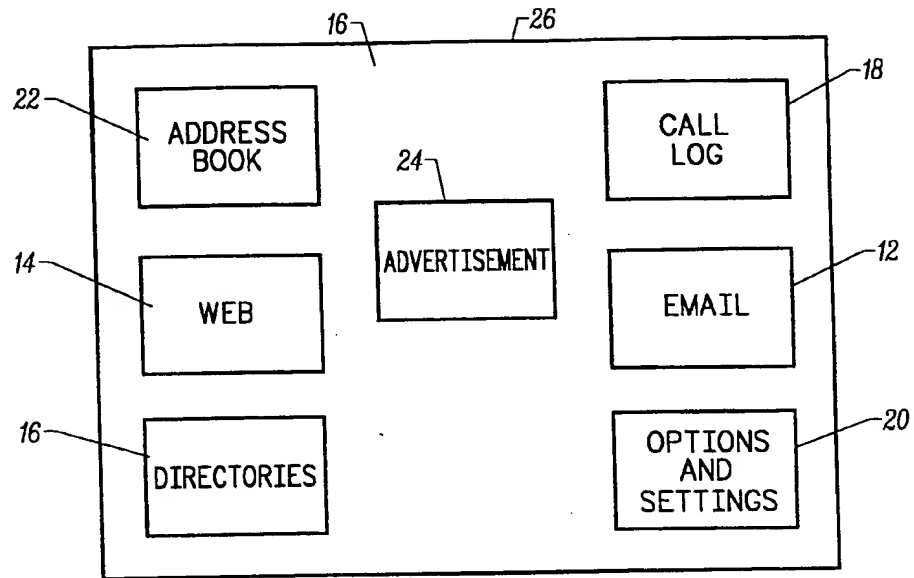 16
26
22
ADDRESS
BOOK
18
CALL
LOG
24
ADVERTISEMENT
14
WEB
12
EMAIL
16
DIRECTORIES
20
OPTIONS
AND
SETTINGS